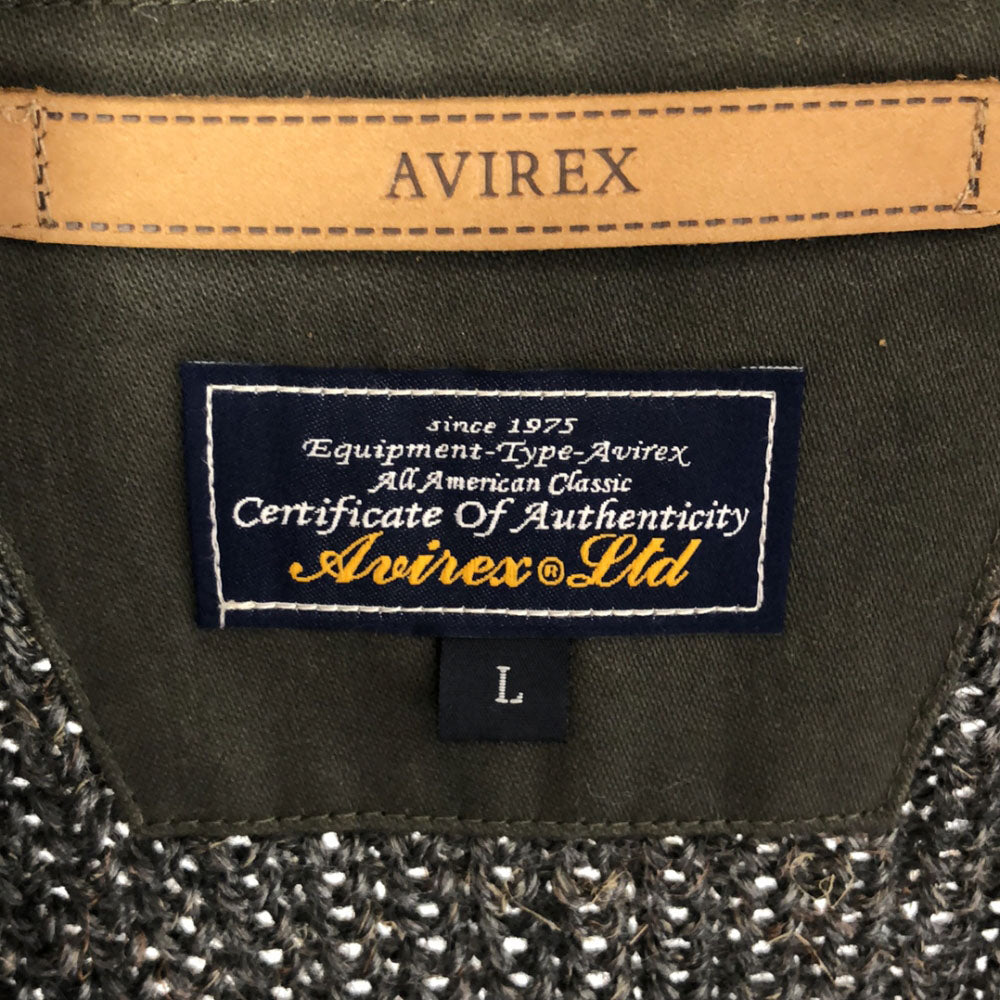 AVIREX
since 1975
Equipment-Type-Avirex
All American Classic
Certificate Of Authenticity
Avirex® Ltd
L